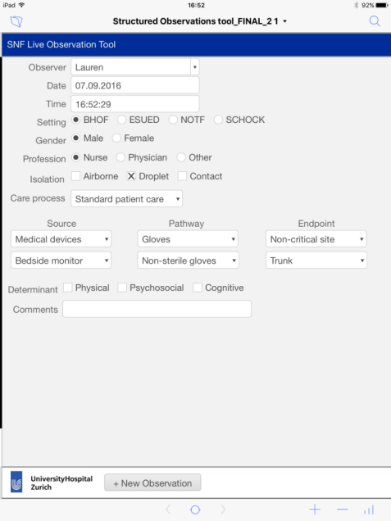 iPad 16:52 92%
Structured Observations tool_FINAL_2 1
SNF Live Observation Tool
Observer Lauren
Date 07.09.2016
Time 16:52:29
Setting BHOF ESUED NOTF SCHOCK
Gender Male Female
Profession Nurse Physician Other
Isolation Airborne Droplet Contact
Care process Standard patient care
Source Pathway Endpoint
Medical devices Gloves Non-critical site
Bedside monitor Non-sterile gloves Trunk
Determinant Physical Psychosocial Cognitive
Comments
UniversityHospital
Zurich
+ New Observation